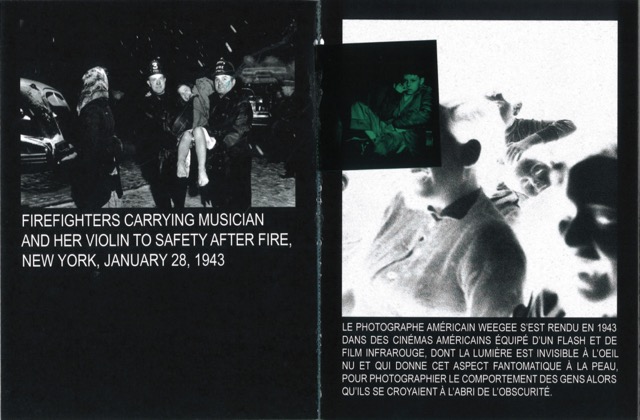 FIREFIGHTERS CARRYING MUSICIAN
AND HER VIOLIN TO SAFETY AFTER FIRE,
NEW YORK, JANUARY 28, 1943
LE PHOTOGRAPHE AMÉRICAIN WEEGEE S'EST RENDU EN 1943
DANS DES CINÉMAS AMÉRICAINS ÉQUIPÉ D'UN FLASH ET DE
FILM INFRAROUGE, DONT LA LUMIÈRE EST INVISIBLE À L'OEIL
NU ET QUI DONNE CET ASPECT FANTOMATIQUE À LA PEAU,
POUR PHOTOGRAPHIER LE COMPORTEMENT DES GENS ALORS
QU'ILS SE CROYAIENT À L'ABRI DE L'OBSCURITÉ.